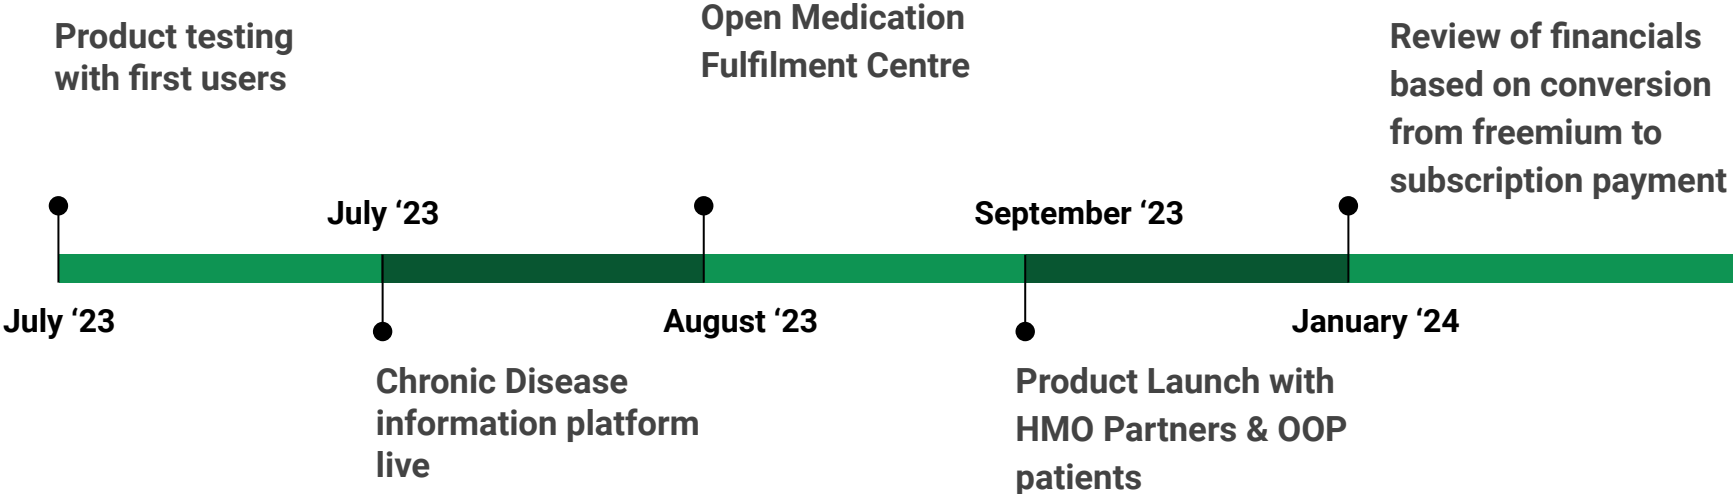 Product testing
with first users
Open Medication
Fulfilment Centre
Review of financials
based on conversion
from freemium to
subscription payment
July ‘23
September ‘23
July ‘23
August ‘23
January ‘24
Chronic Disease
information platform
live
Product Launch with
HMO Partners & OOP
patients